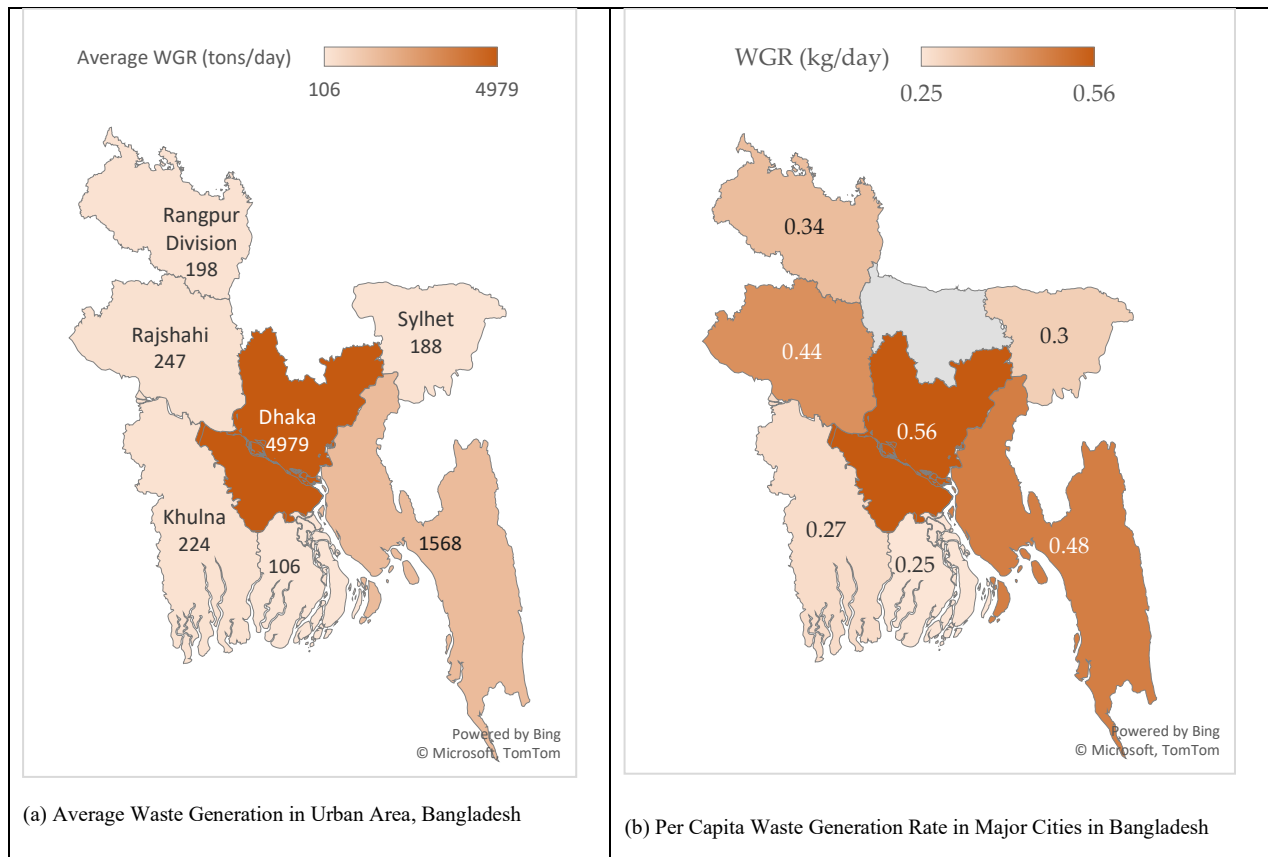 Average WGR (tons/day)
106
4979
Rangpur
Division
198
Rajshahi
247
Sylhet
188
Dhaka
4979
Khulna
224
106
1568
Powered by Bing
© Microsoft, TomTom
(a) Average Waste Generation in Urban Area, Bangladesh
WGR (kg/day)
0.25
0.56
0.34
0.44
0.3
0.56
0.27
0.25
0.48
Powered by Bing
© Microsoft, TomTom
(b) Per Capita Waste Generation Rate in Major Cities in Bangladesh